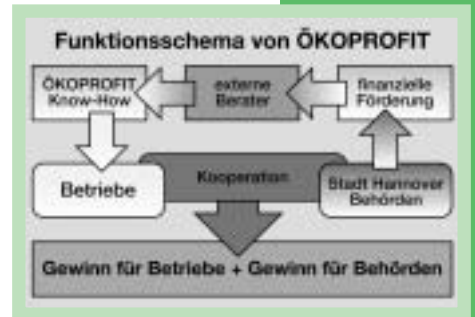 Funktionsschema von ÖKOPROFIT
ÖKOPROFIT
Know-How
externe
Berater
finanzielle
Förderung
Betriebe
Kooperation
Stadt Hannover
Behörden
Gewinn für Betriebe + Gewinn für Behörden